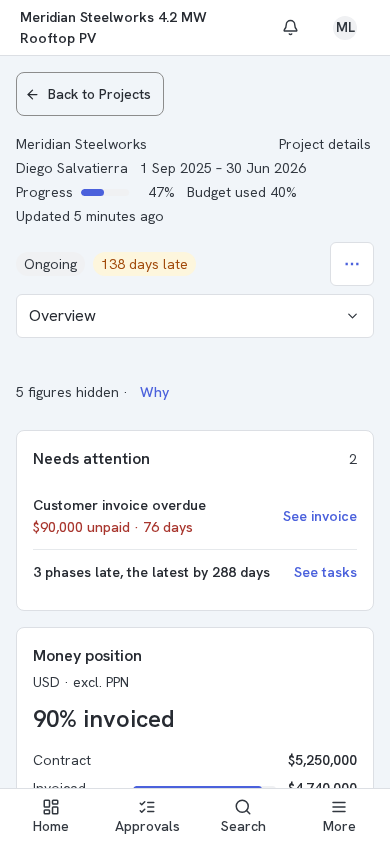 Meridian Steelworks 4.2 MW
Rooftop PV
ML
Back to Projects
Meridian Steelworks
Project details
Diego Salvatierra 1 Sep 2025 – 30 Jun 2026
Progress 47% Budget used 40%
Updated 5 minutes ago
Ongoing 138 days late
Overview
5 figures hidden · Why
Needs attention 2
Customer invoice overdue
$90,000 unpaid · 76 days
See invoice
3 phases late, the latest by 288 days See tasks
Money position
USD · excl. PPN
90% invoiced
Contract $5,250,000
Invoiced $4,740,000
Home Approvals Search More